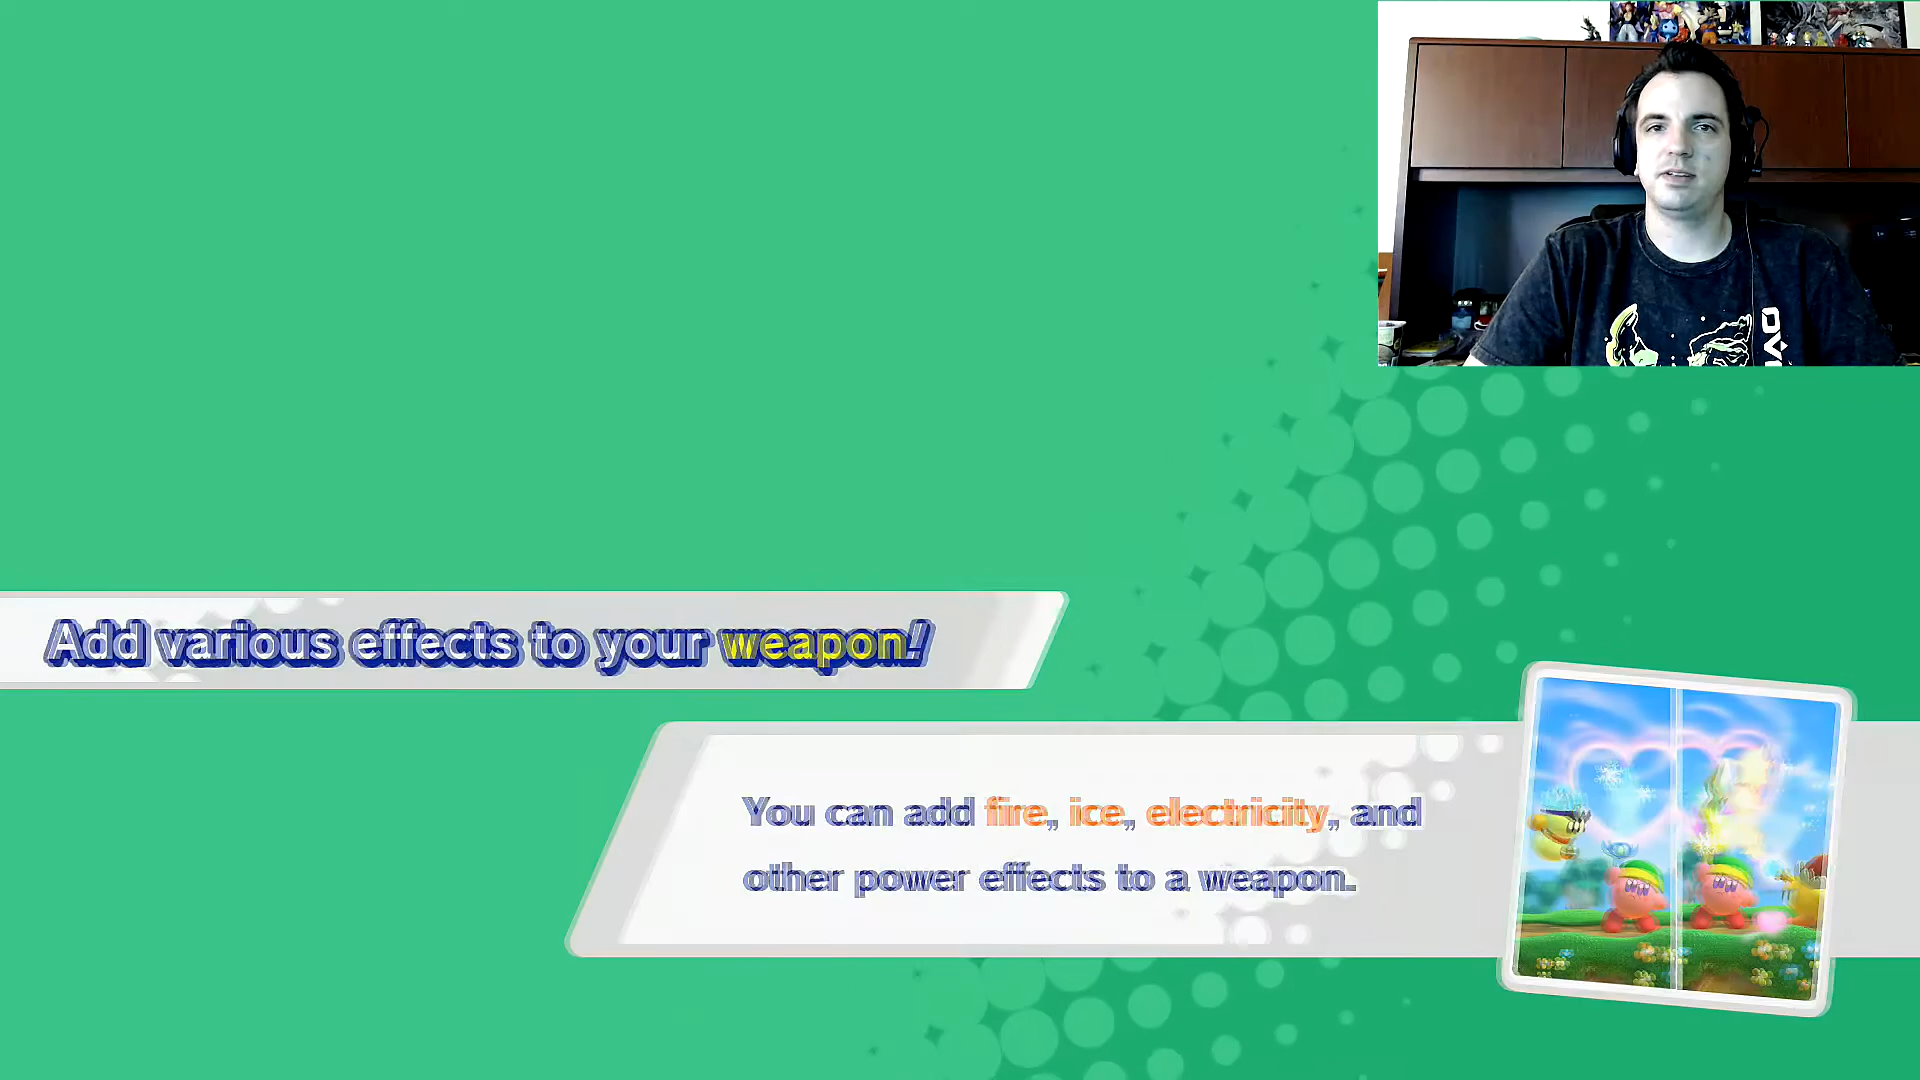 Add various effects to your weapon!
You can add fire, ice, electricity, and
other power effects to a weapon.